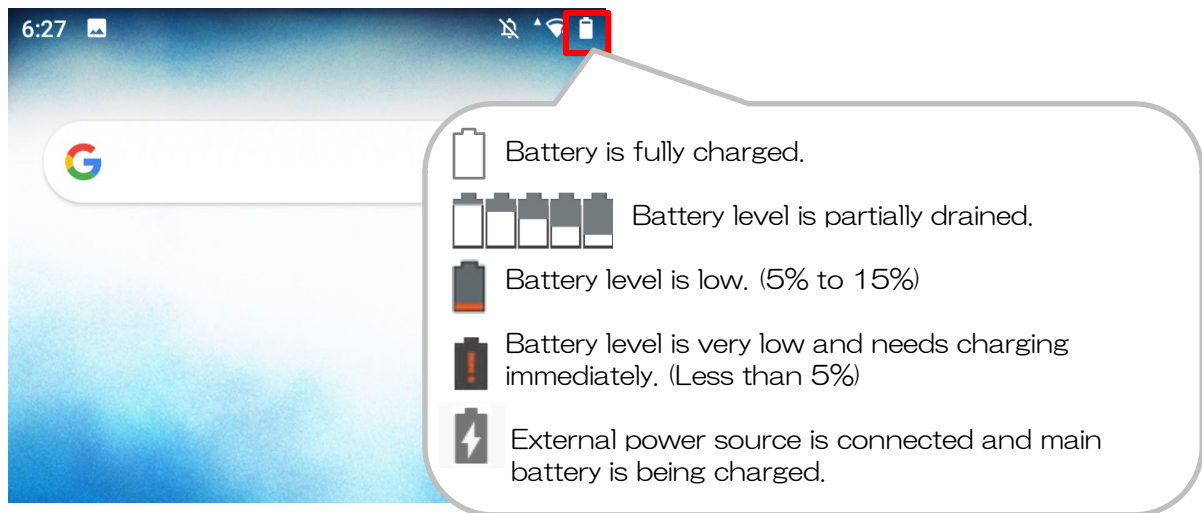 6:27
G
Battery is fully charged.
Battery level is partially drained.
Battery level is low. (5% to 15%)
Battery level is very low and needs charging
immediately. (Less than 5%)
External power source is connected and main
battery is being charged.